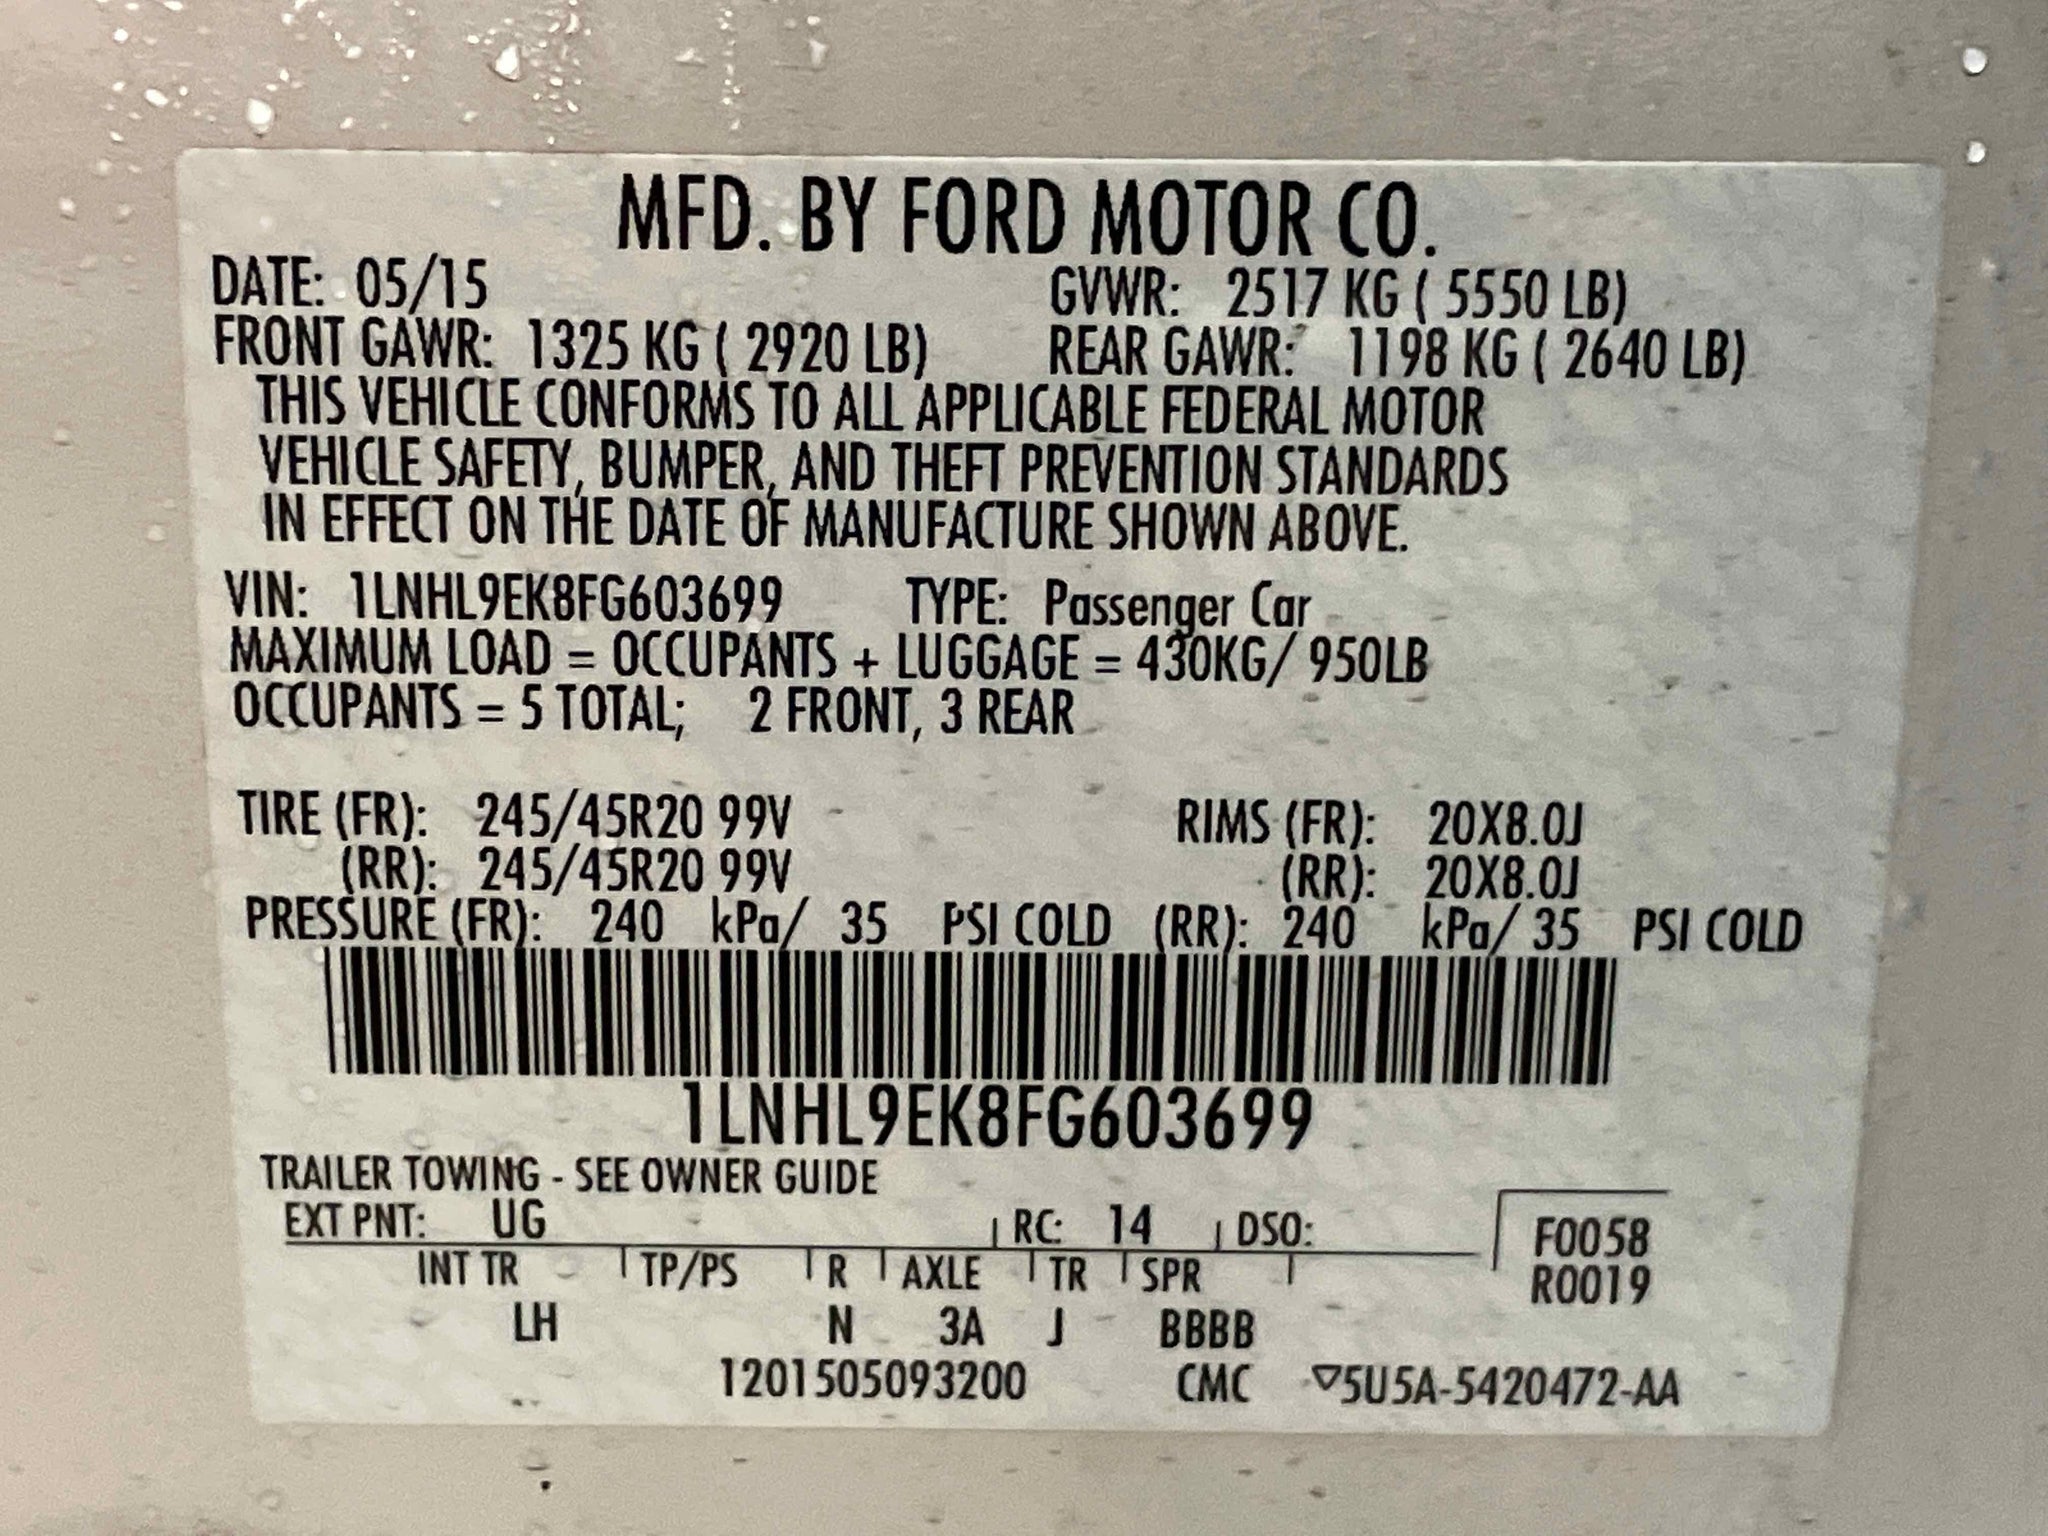 MFD. BY FORD MOTOR CO.
DATE: 05/15 GVWR: 2517 KG ( 5550 LB)
FRONT GAWR: 1325 KG ( 2920 LB) REAR GAWR: 1198 KG ( 2640 LB)
THIS VEHICLE CONFORMS TO ALL APPLICABLE FEDERAL MOTOR
VEHICLE SAFETY, BUMPER, AND THEFT PREVENTION STANDARDS
IN EFFECT ON THE DATE OF MANUFACTURE SHOWN ABOVE.
VIN: 1LNHL9EK8FG603699 TYPE: Passenger Car
MAXIMUM LOAD = OCCUPANTS + LUGGAGE = 430KG/ 950LB
OCCUPANTS = 5 TOTAL; 2 FRONT, 3 REAR
TIRE (FR): 245/45R20 99V RIMS (FR): 20X8.0J
(RR): 245/45R20 99V (RR): 20X8.0J
PRESSURE (FR): 240 kPa/ 35 PSI COLD (RR): 240 kPa/ 35 PSI COLD
1LNHL9EK8FG603699
TRAILER TOWING - SEE OWNER GUIDE
EXT PNT: UG RC: 14 DSO: F0058
INT TR TP/PS R AXLE TR SPR R0019
LH N 3A J BBBB
1201505093200 CMC ▽5U5A-5420472-AA